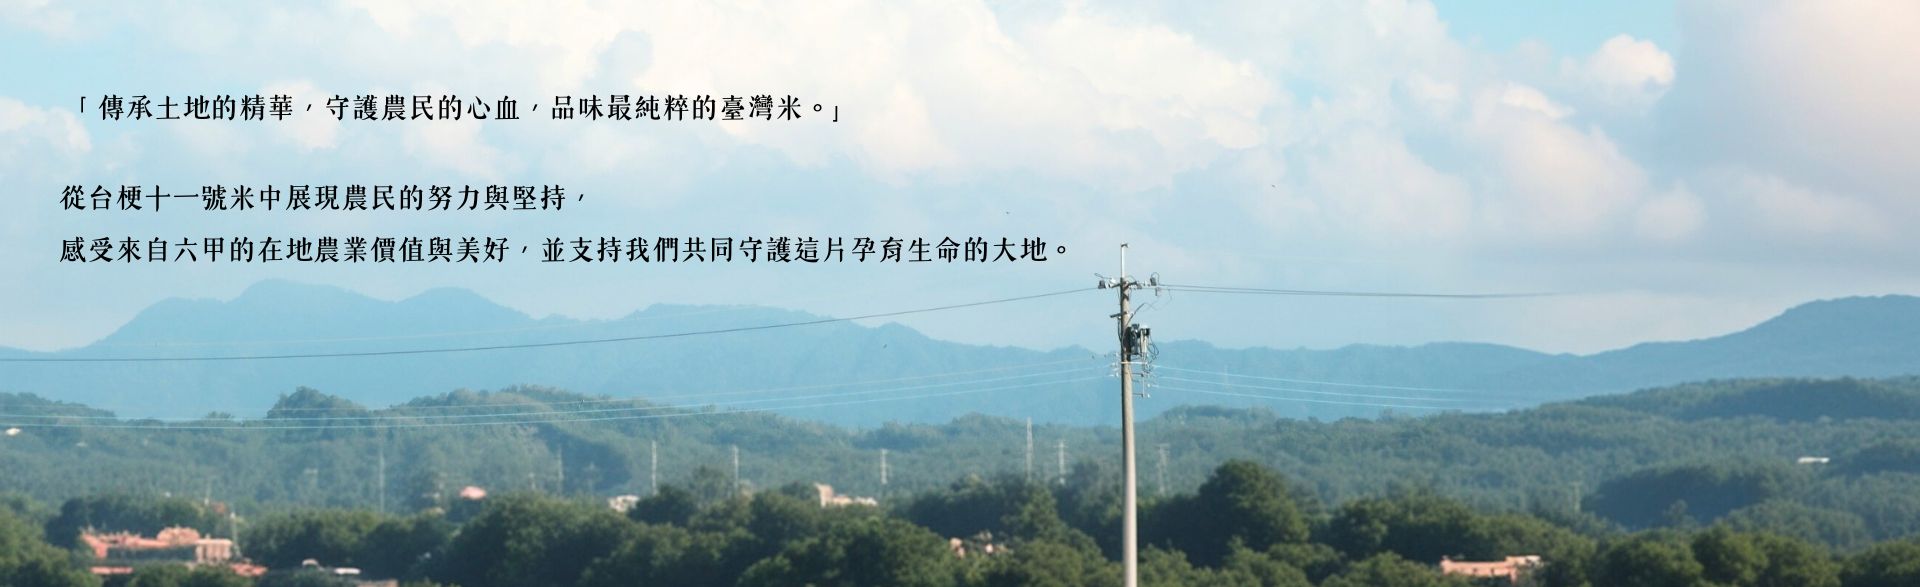 「傳承土地的精華，守護農民的心血，品味最純粹的臺灣米。」
從台梗十一號米中展現農民的努力與堅持，
感受來自六甲的在地農業價值與美好，並支持我們共同守護這片孕育生命的大地。